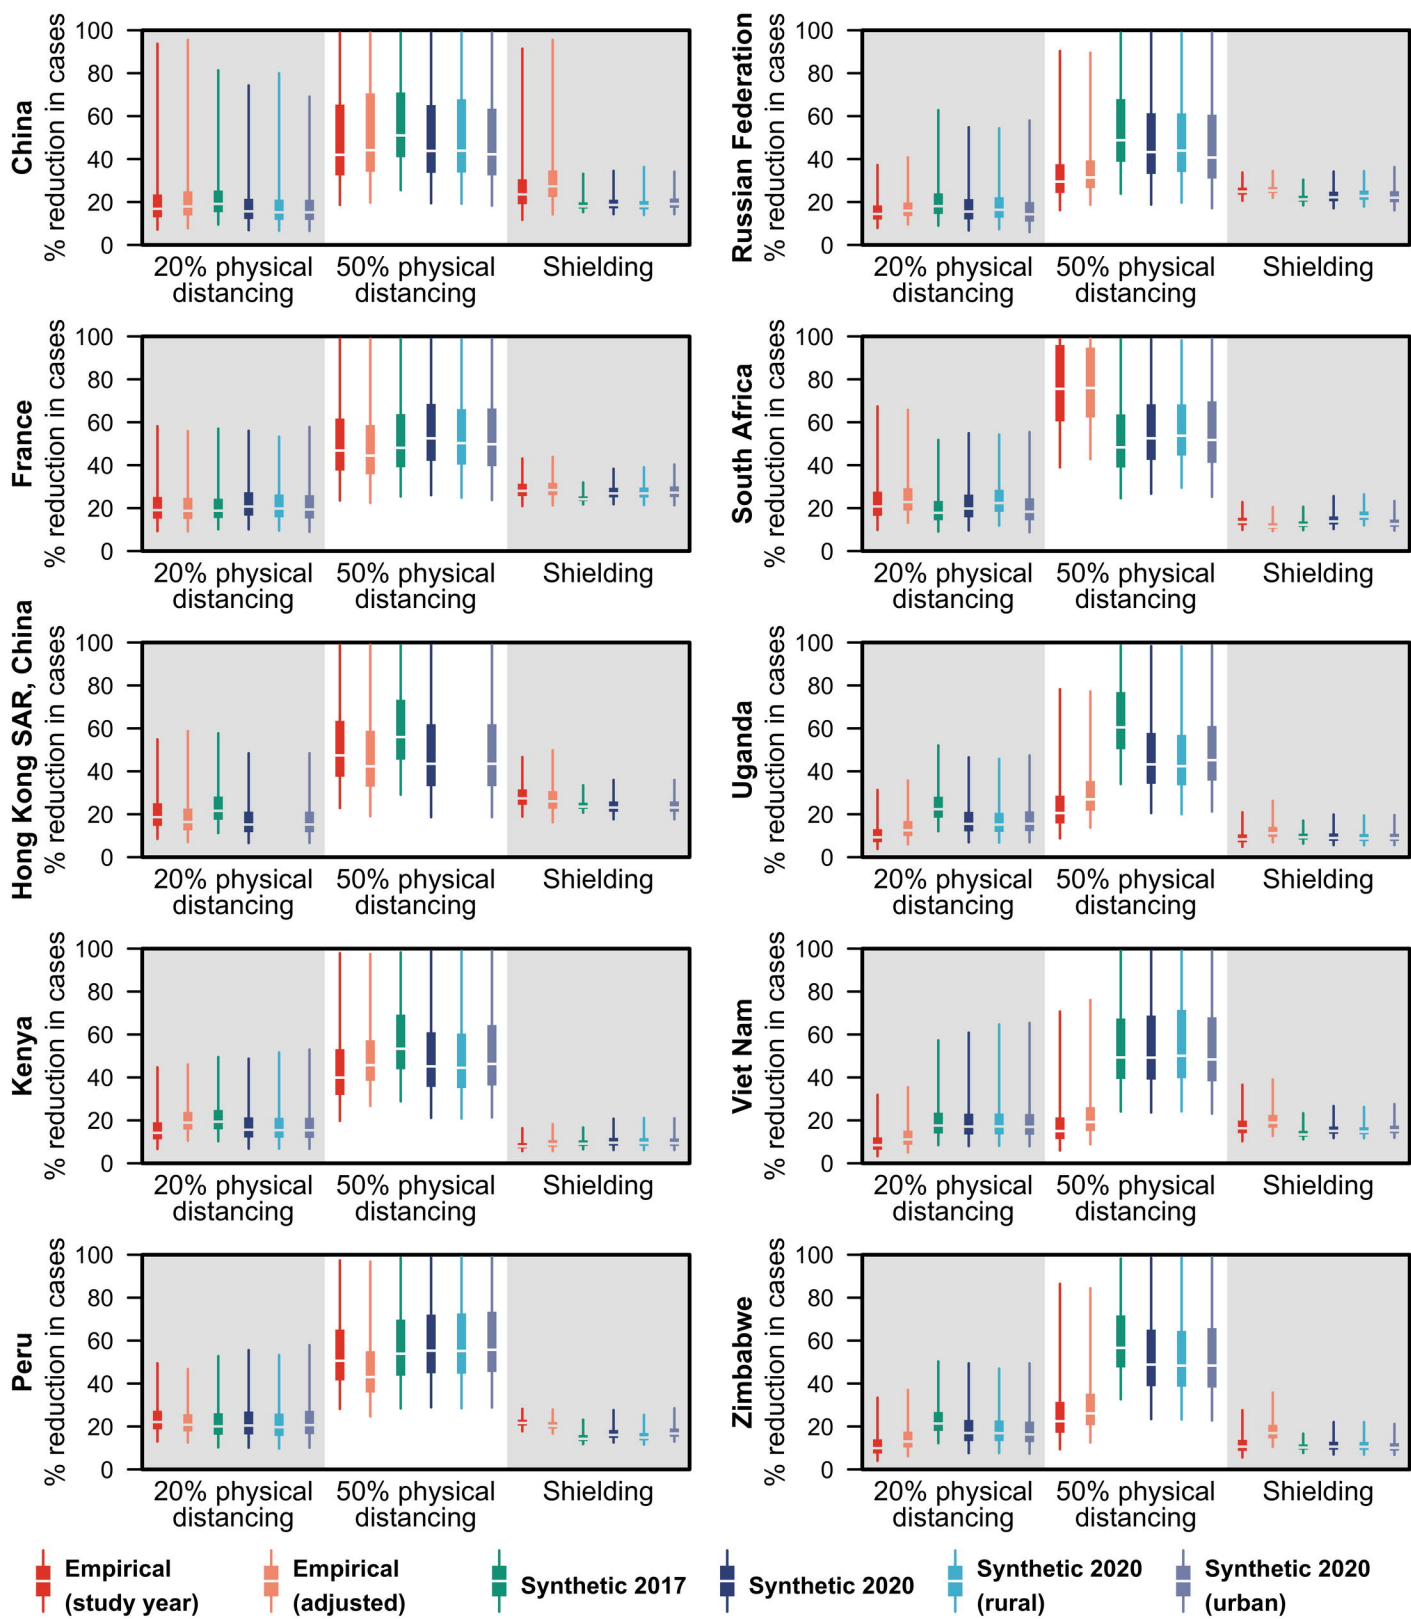 China
% reduction in cases
100
80
60
40
20
0
20% physical distancing
50% physical distancing
Shielding
Russian Federation
% reduction in cases
100
80
60
40
20
0
20% physical distancing
50% physical distancing
Shielding
France
% reduction in cases
100
80
60
40
20
0
20% physical distancing
50% physical distancing
Shielding
South Africa
% reduction in cases
100
80
60
40
20
0
20% physical distancing
50% physical distancing
Shielding
Hong Kong SAR, China
% reduction in cases
100
80
60
40
20
0
20% physical distancing
50% physical distancing
Shielding
Uganda
% reduction in cases
100
80
60
40
20
0
20% physical distancing
50% physical distancing
Shielding
Kenya
% reduction in cases
100
80
60
40
20
0
20% physical distancing
50% physical distancing
Shielding
Viet Nam
% reduction in cases
100
80
60
40
20
0
20% physical distancing
50% physical distancing
Shielding
Peru
% reduction in cases
100
80
60
40
20
0
20% physical distancing
50% physical distancing
Shielding
Zimbabwe
% reduction in cases
100
80
60
40
20
0
20% physical distancing
50% physical distancing
Shielding
Empirical
(study year)
Empirical
(adjusted)
Synthetic 2017
Synthetic 2020
Synthetic 2020
(rural)
Synthetic 2020
(urban)